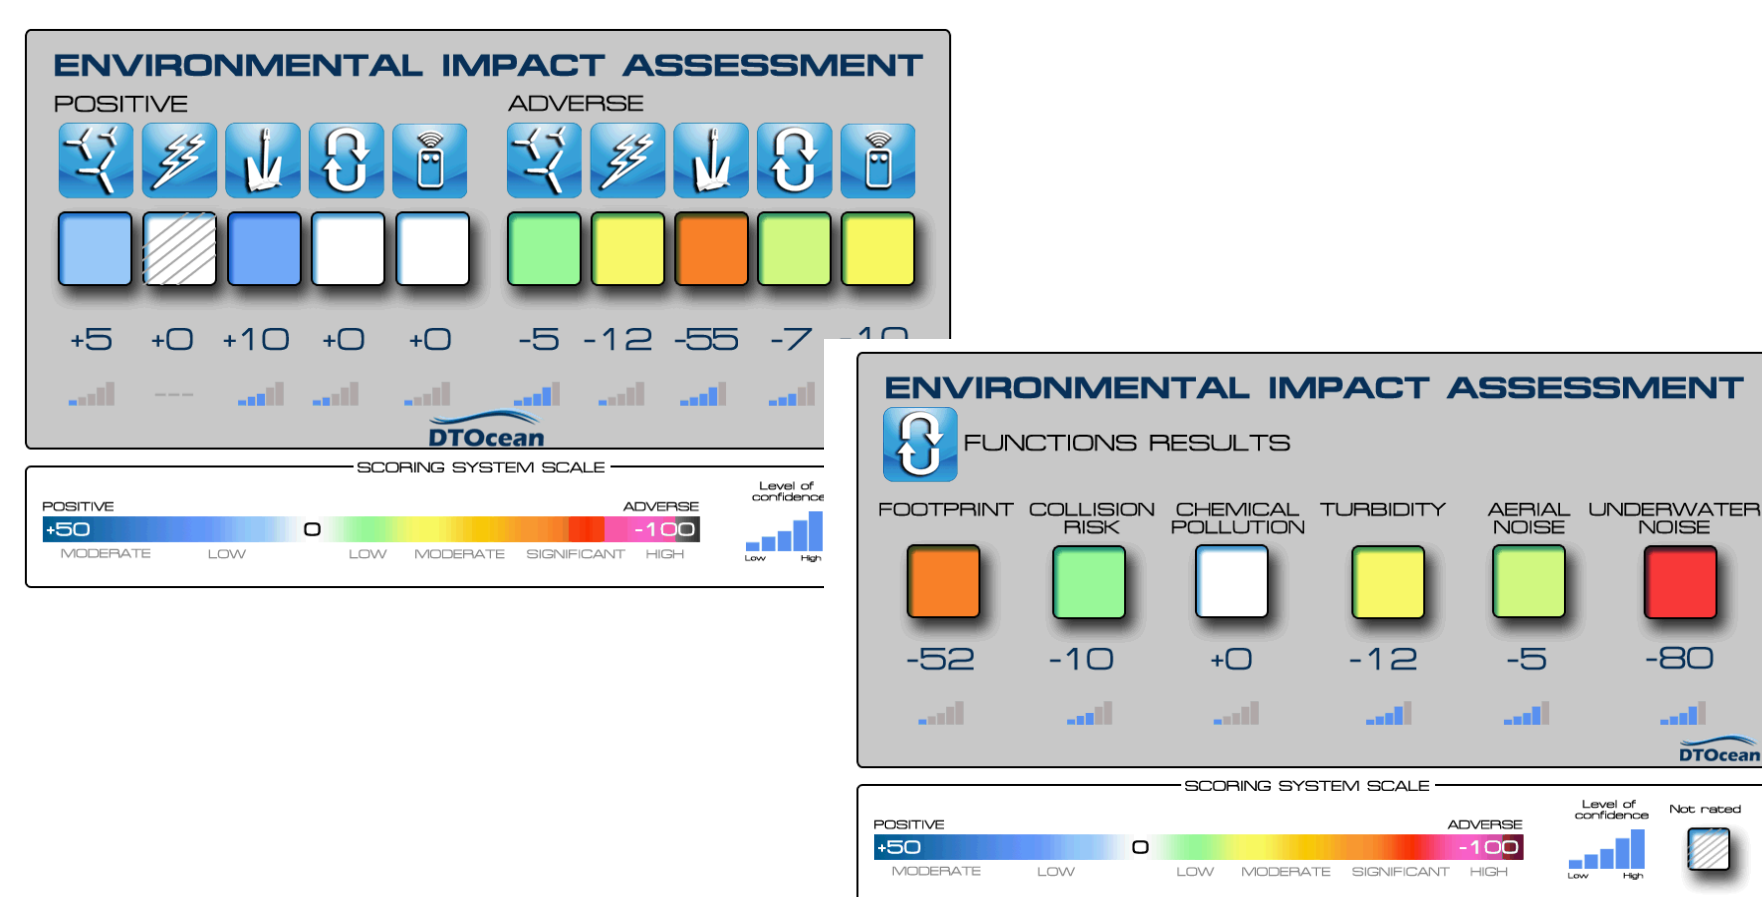 ENVIRONMENTAL IMPACT ASSESSMENT
POSITIVE ADVERSE
+5 +0 +10 +0 +0 -5 -12 -55 -7 -10
DTOcean
SCORING SYSTEM SCALE
Level of
confidence
POSITIVE ADVERSE
+50 0 -100
MODERATE LOW LOW MODERATE SIGNIFICANT HIGH
Low High
ENVIRONMENTAL IMPACT ASSESSMENT
FUNCTIONS RESULTS
FOOTPRINT COLLISION CHEMICAL TURBIDITY AERIAL UNDERWATER
RISK POLLUTION NOISE NOISE
-52 -10 +0 -12 -5 -80
DTOcean
SCORING SYSTEM SCALE
Level of
confidence Not rated
POSITIVE ADVERSE
+50 0 -100
MODERATE LOW LOW MODERATE SIGNIFICANT HIGH
Low High